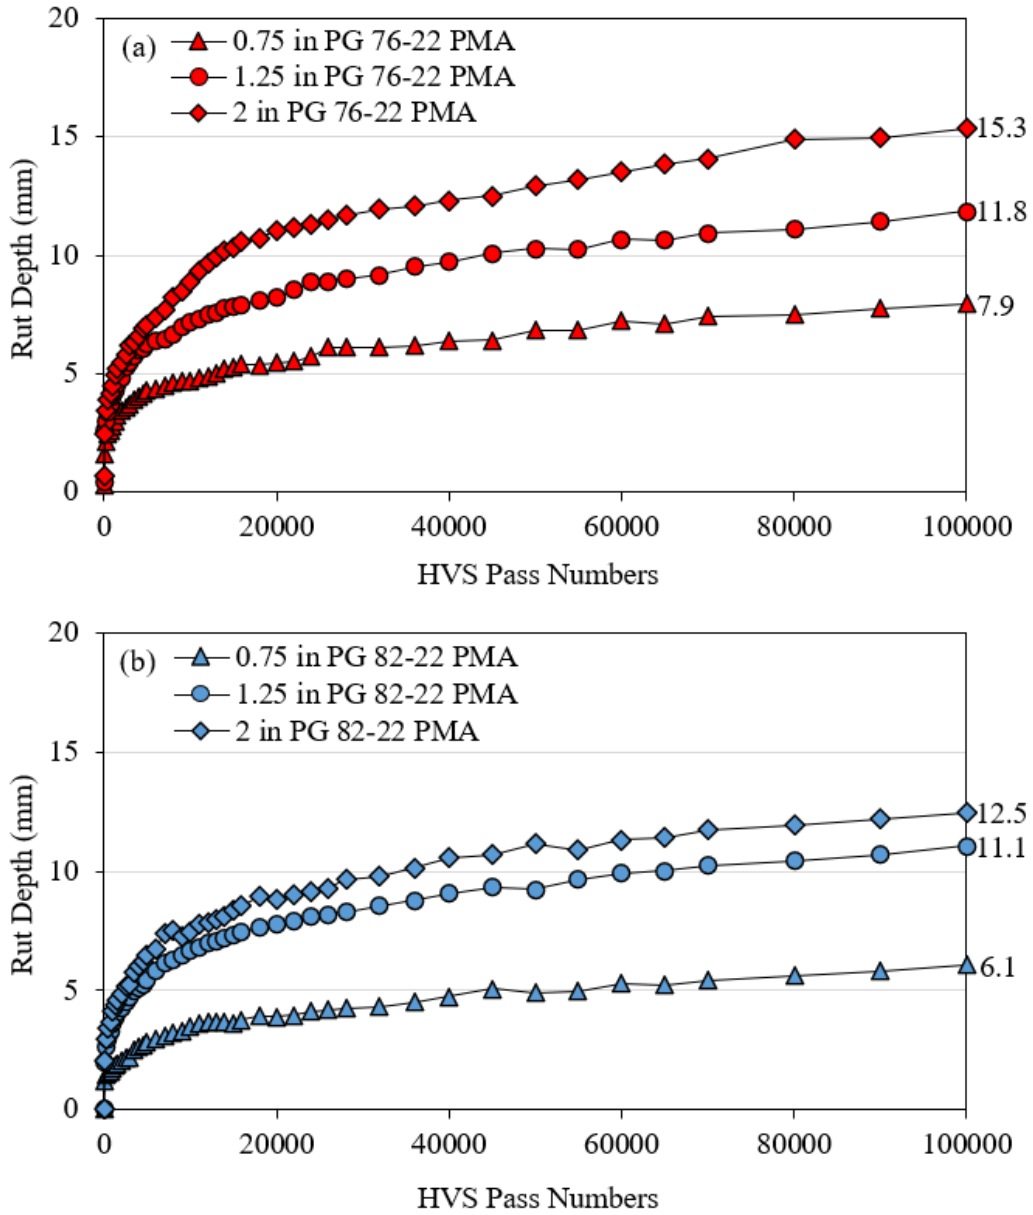 20
(a)
0.75 in PG 76-22 PMA
1.25 in PG 76-22 PMA
2 in PG 76-22 PMA
15
15.3
11.8
10
7.9
5
0
Rut Depth (mm)
0 20000 40000 60000 80000 100000
HVS Pass Numbers
20
(b)
0.75 in PG 82-22 PMA
1.25 in PG 82-22 PMA
2 in PG 82-22 PMA
15
12.5
11.1
10
6.1
5
0
Rut Depth (mm)
0 20000 40000 60000 80000 100000
HVS Pass Numbers